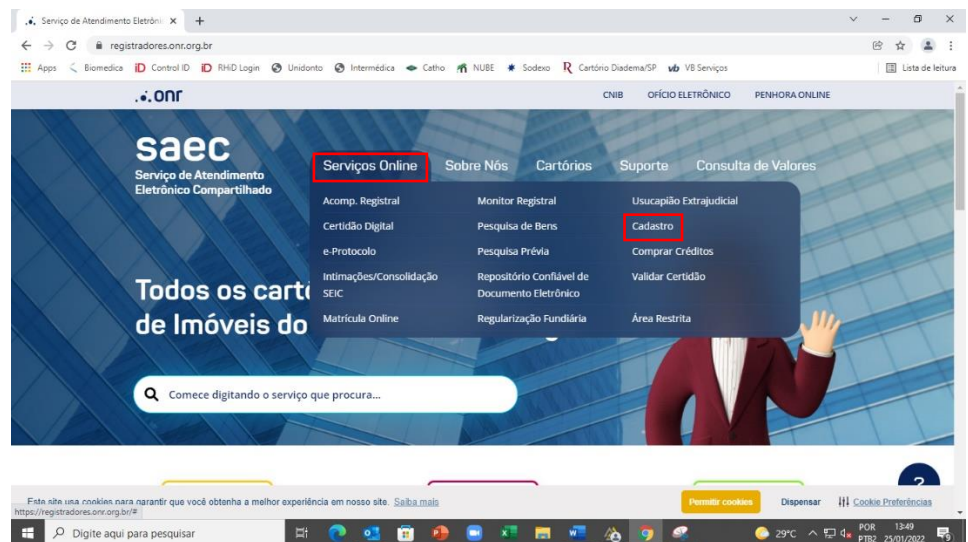 Serviço de Atendimento Eletrôni
registradores.onr.org.br
Apps Biomedica Control ID RHiD Login Unidonto Intermédica Catho NUBE Sodexo Cartório Diadema/SP VB Serviços Lista de leitura
onr CNIB OFÍCIO ELETRÔNICO PENHORA ONLINE
saec
Serviço de Atendimento
Eletrônico Compartilhado
Serviços Online Sobre Nós Cartórios Suporte Consulta de Valores
Acomp. Registral Monitor Registral Usucapião Extrajudicial
Certidão Digital Pesquisa de Bens Cadastro
e-Protocolo Pesquisa Prévia Comprar Créditos
Intimações/Consolidação SEIC Repositório Confiável de Documento Eletrônico Validar Certidão
Matrícula Online Regularização Fundiária Área Restrita
Todos os cart
de Imóveis do
Comece digitando o serviço que procura...
?
Este site usa cookies para garantir que você obtenha a melhor experiência em nosso site. Saiba mais Permitir cookies Dispensar Cookie Preferências
https://registradores.onr.org.br/#
Digite aqui para pesquisar 29°C POR 13:49
PTB2 25/01/2022